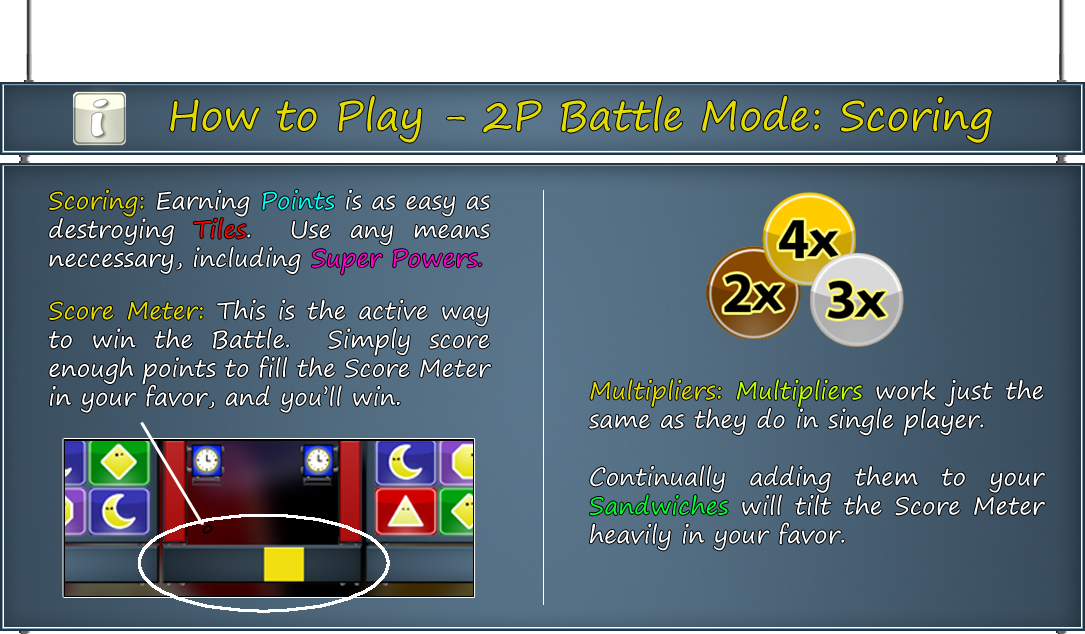 How to Play - 2P Battle Mode: Scoring
Scoring: Earning Points is as easy as
destroying Tiles. Use any means
neccessary, including Super Powers.
Score Meter: This is the active way
to win the Battle. Simply score
enough points to fill the Score Meter
in your favor, and you'll win.
4x
2x
3x
Multipliers: Multipliers work just the
same as they do in single player.
Continually adding them to your
Sandwiches will tilt the Score Meter
heavily in your favor.